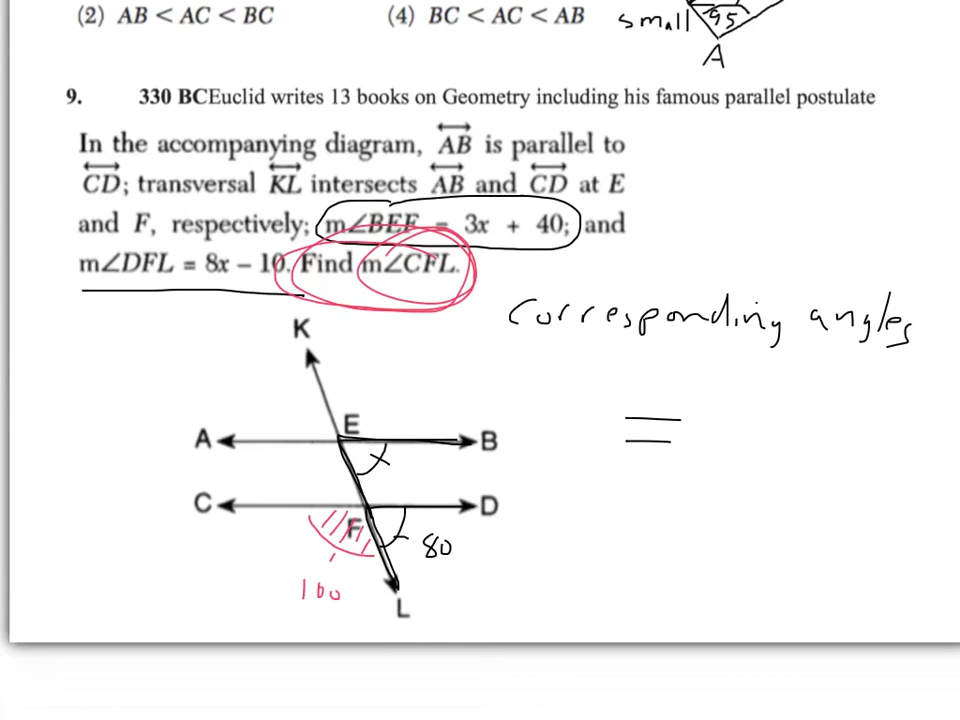 (2) AB < AC < BC (4) BC < AC < AB
small 95
A
9. 330 BCEuclid writes 13 books on Geometry including his famous parallel postulate
In the accompanying diagram, AB is parallel to
CD; transversal KL intersects AB and CD at E
and F, respectively; m∠BEF = 3x + 40; and
m∠DFL = 8x – 10. Find m∠CFL.
corresponding angles
=
K
E
A B
C D
F
80
100
L